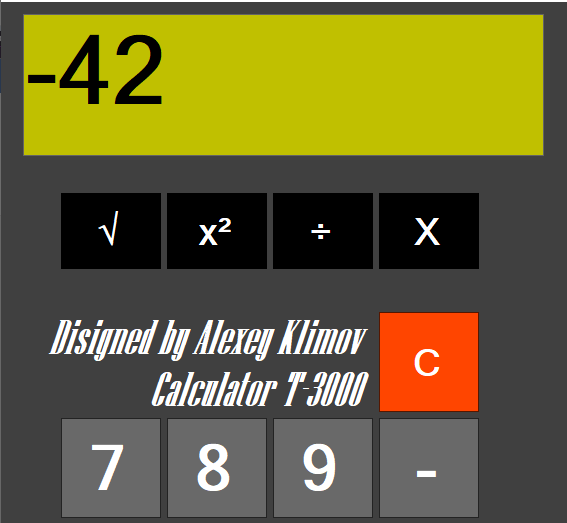 -42
√ x² ÷ X
Disigned by Alexey Klimov
Calculator T-3000
C
7 8 9 -